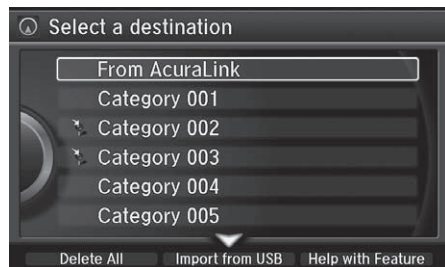 Select a destination
From AcuraLink
Category 001
Category 002
Category 003
Category 004
Category 005
Delete All Import from USB Help with Feature